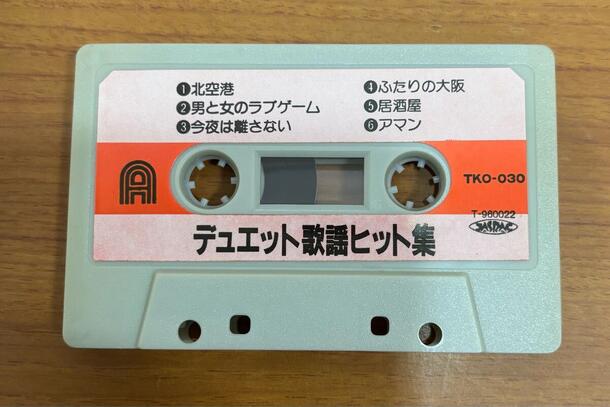 ❶北空港
❷男と女のラブゲーム
❸今夜は離さない
❹ふたりの大阪
❺居酒屋
❻アマン
A
TKO-030
T-960022
JASRAC
デュエット歌謡ヒット集